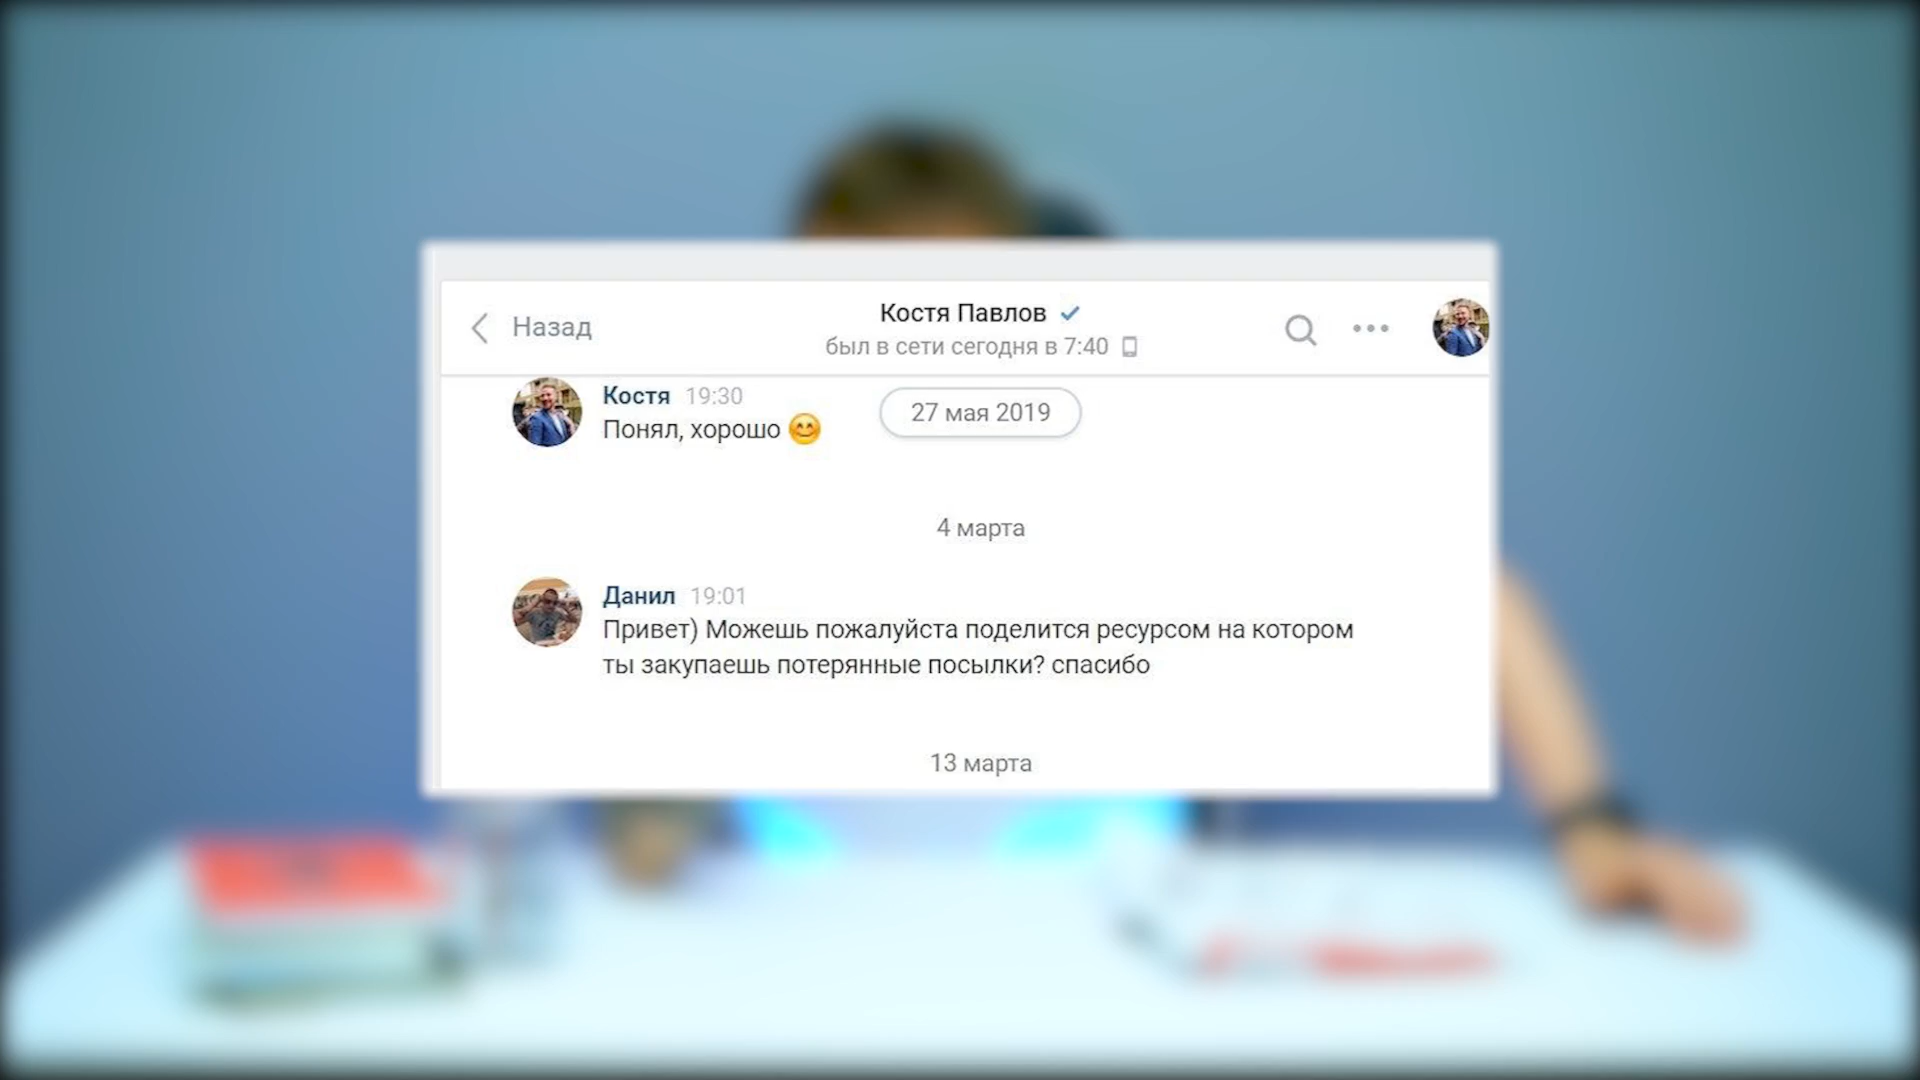 Назад
Костя Павлов
был в сети сегодня в 7:40
Костя 19:30
Понял, хорошо 😊
27 мая 2019
4 марта
Данил 19:01
Привет) Можешь пожалуйста поделится ресурсом на котором
ты закупаешь потерянные посылки? спасибо
13 марта